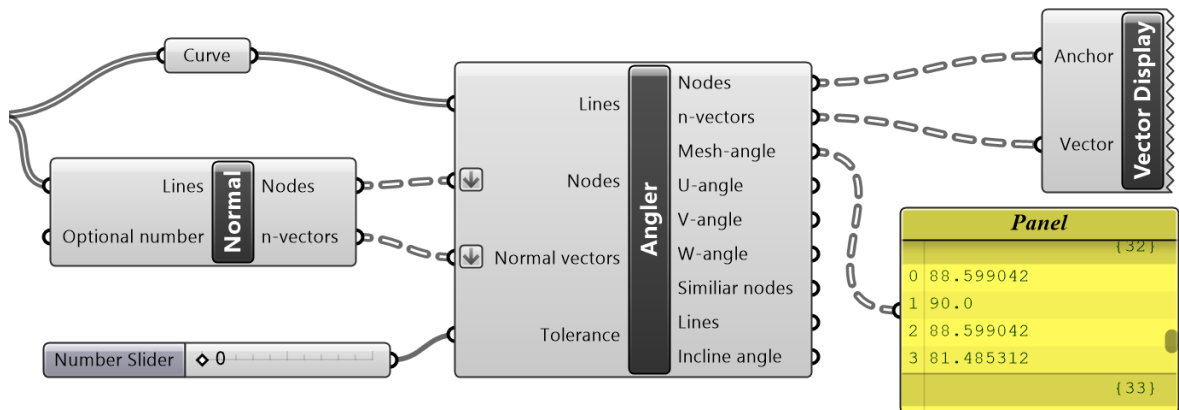 Curve
Lines
Optional number
Normal
Nodes
n-vectors
Number Slider
0
Lines
Nodes
Normal vectors
Tolerance
Angler
Nodes
n-vectors
Mesh-angle
U-angle
V-angle
W-angle
Similiar nodes
Lines
Incline angle
Anchor
Vector
Vector Display
Panel
{32}
0 88.599042
1 90.0
2 88.599042
3 81.485312
{33}